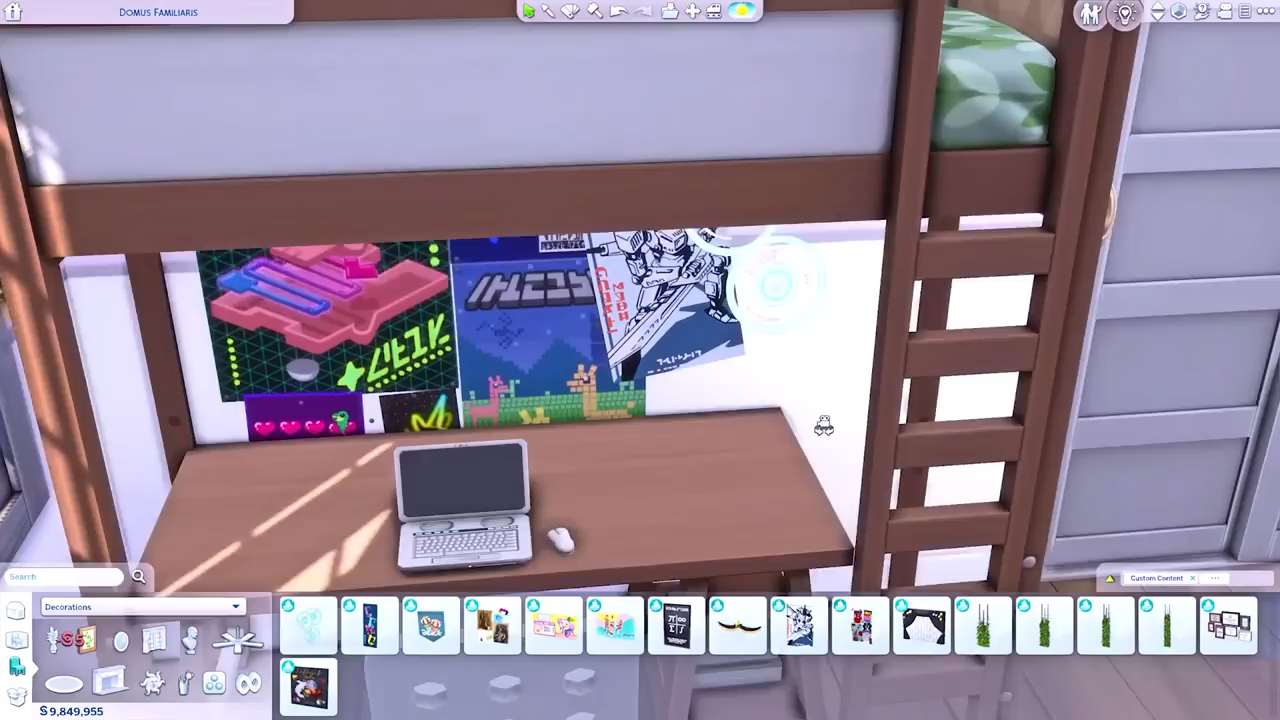 Domus Familiaris
Search
Custom Content
Decorations
§9,849,955